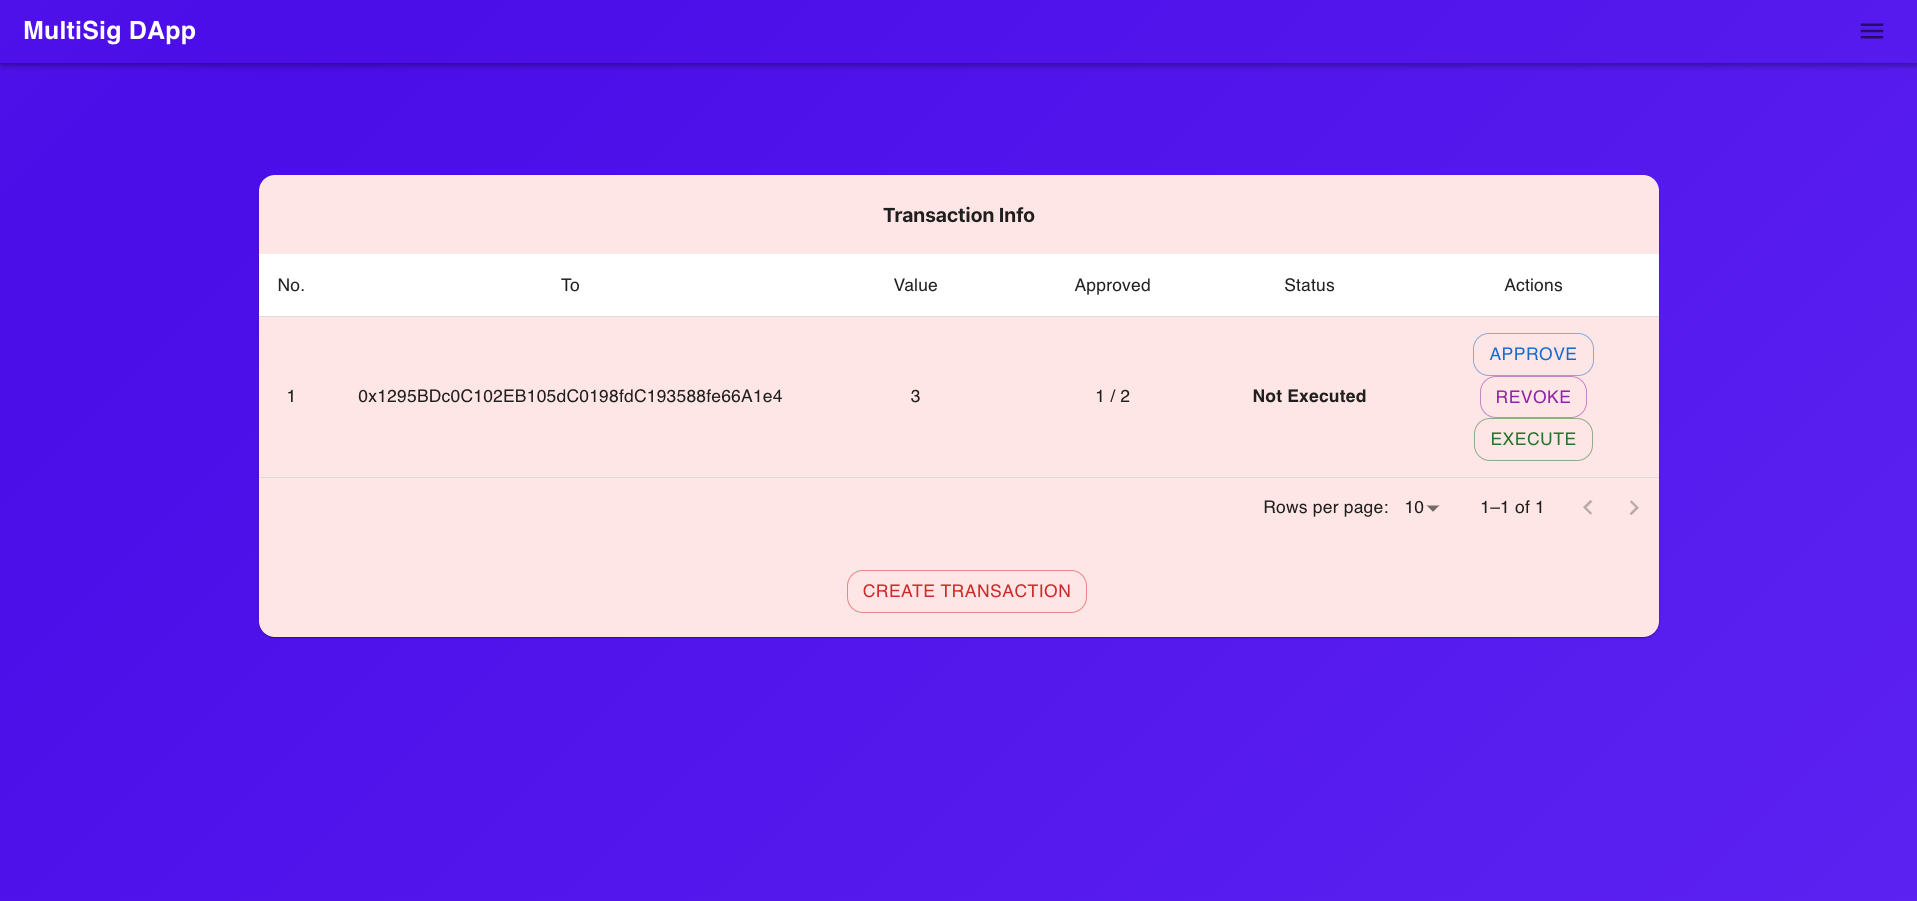 MultiSig DApp
Transaction Info
No. To Value Approved Status Actions
1 0x1295BDc0C102EB105dC0198fdC193588fe66A1e4 3 1 / 2 Not Executed APPROVE
REVOKE
EXECUTE
Rows per page: 10 1–1 of 1
CREATE TRANSACTION